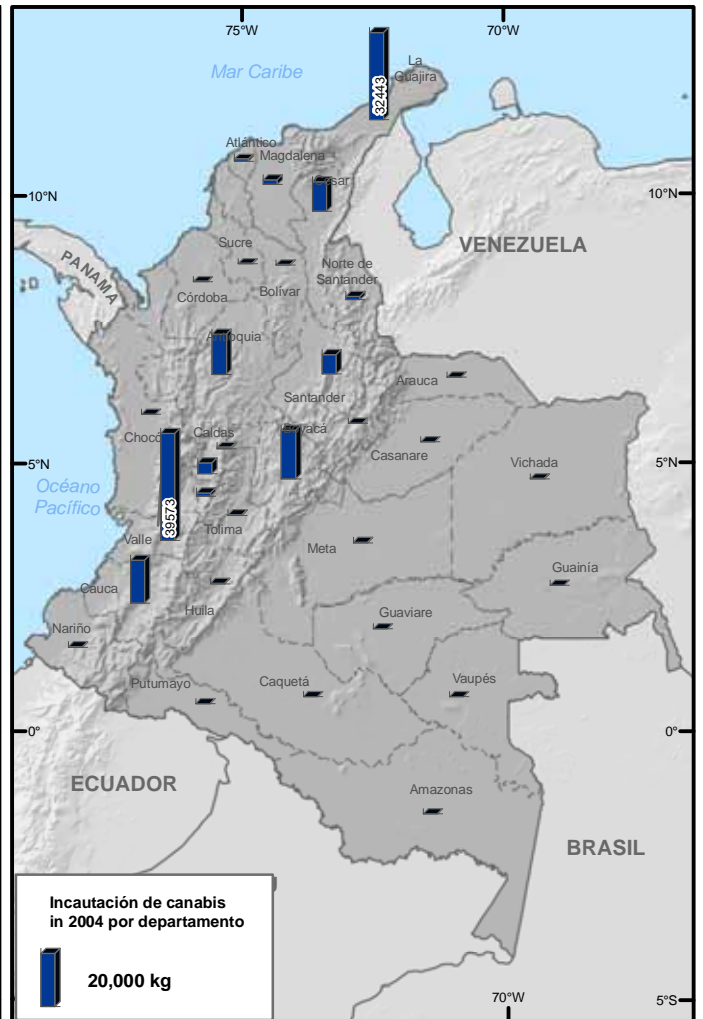 75°W
70°W
Mar Caribe
La
Guajira
32443
Atlántico
Magdalena
Cesar
10°N
10°N
VENEZUELA
PANAMA
Sucre
Norte de
Santander
Córdoba
Bolívar
Antioquia
Santander
Arauca
Chocó
Caldas
Boyacá
Casanare
Vichada
5°N
5°N
Océano
Pacífico
39573
Tolima
Valle
Meta
Guainía
Cauca
Huila
Guaviare
Nariño
Putumayo
Caquetá
Vaupés
0°
0°
ECUADOR
Amazonas
BRASIL
Incautación de canabis
in 2004 por departamento
20,000 kg
70°W
5°S